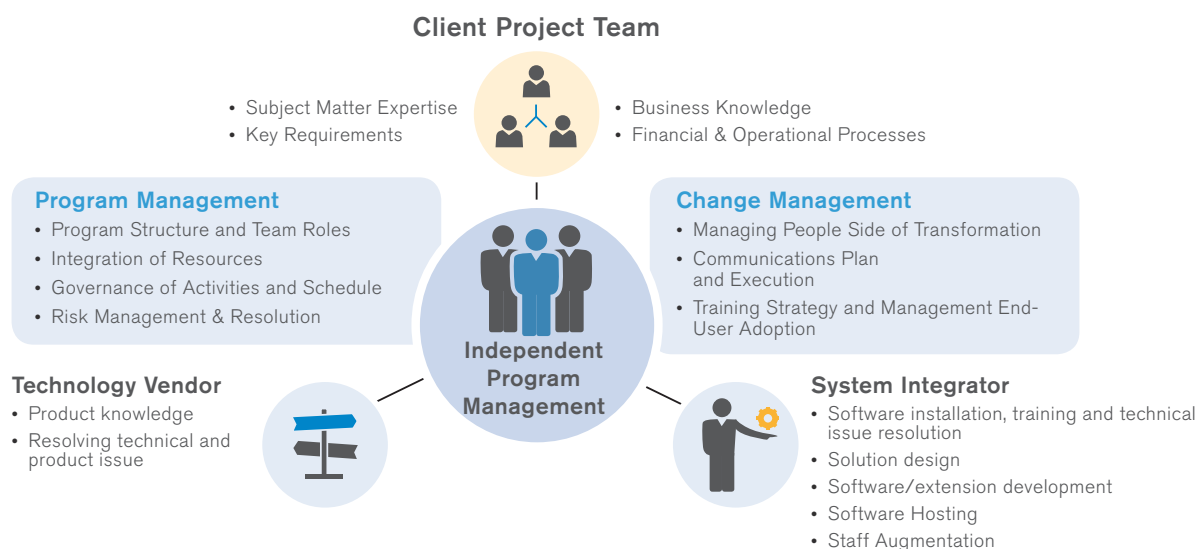 Client Project Team
• Subject Matter Expertise
• Key Requirements
• Business Knowledge
• Financial & Operational Processes
Program Management
• Program Structure and Team Roles
• Integration of Resources
• Governance of Activities and Schedule
• Risk Management & Resolution
Change Management
• Managing People Side of Transformation
• Communications Plan
and Execution
• Training Strategy and Management End-
User Adoption
Independent
Program
Management
Technology Vendor
• Product knowledge
• Resolving technical and
product issue
System Integrator
• Software installation, training and technical
issue resolution
• Solution design
• Software/extension development
• Software Hosting
• Staff Augmentation